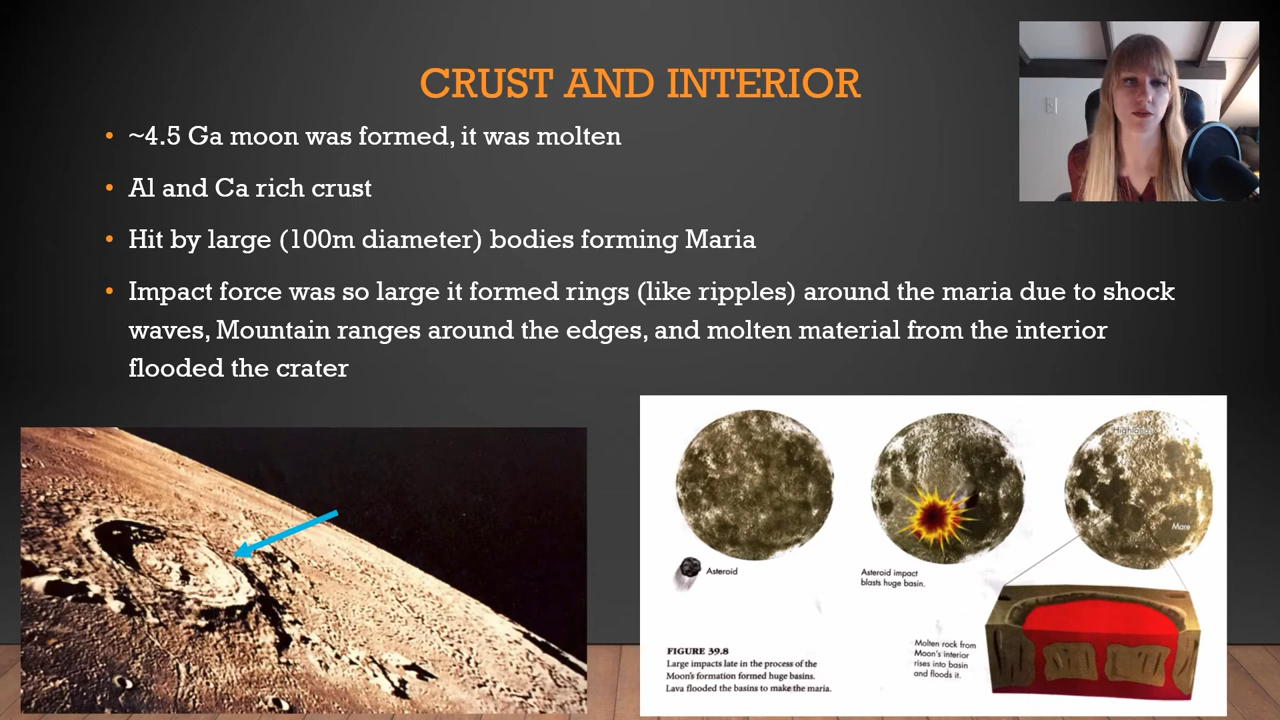 CRUST AND INTERIOR
• ~4.5 Ga moon was formed, it was molten
• Al and Ca rich crust
• Hit by large (100m diameter) bodies forming Maria
• Impact force was so large it formed rings (like ripples) around the maria due to shock
waves, Mountain ranges around the edges, and molten material from the interior
flooded the crater
Highlands
Mare
Asteroid
Asteroid impact
blasts huge basin.
Molten rock from
Moon's interior
rises into basin
and floods it.
FIGURE 39.8
Large impacts late in the process of the
Moon's formation formed huge basins.
Lava flooded the basins to make the maria.